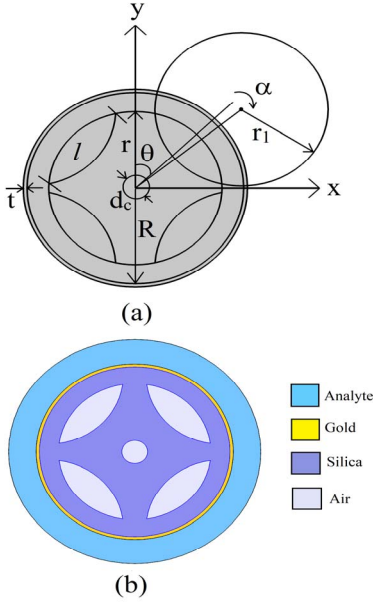 y
α
l
r
θ
r1
t
x
dc
R
(a)
Analyte
Gold
Silica
Air
(b)